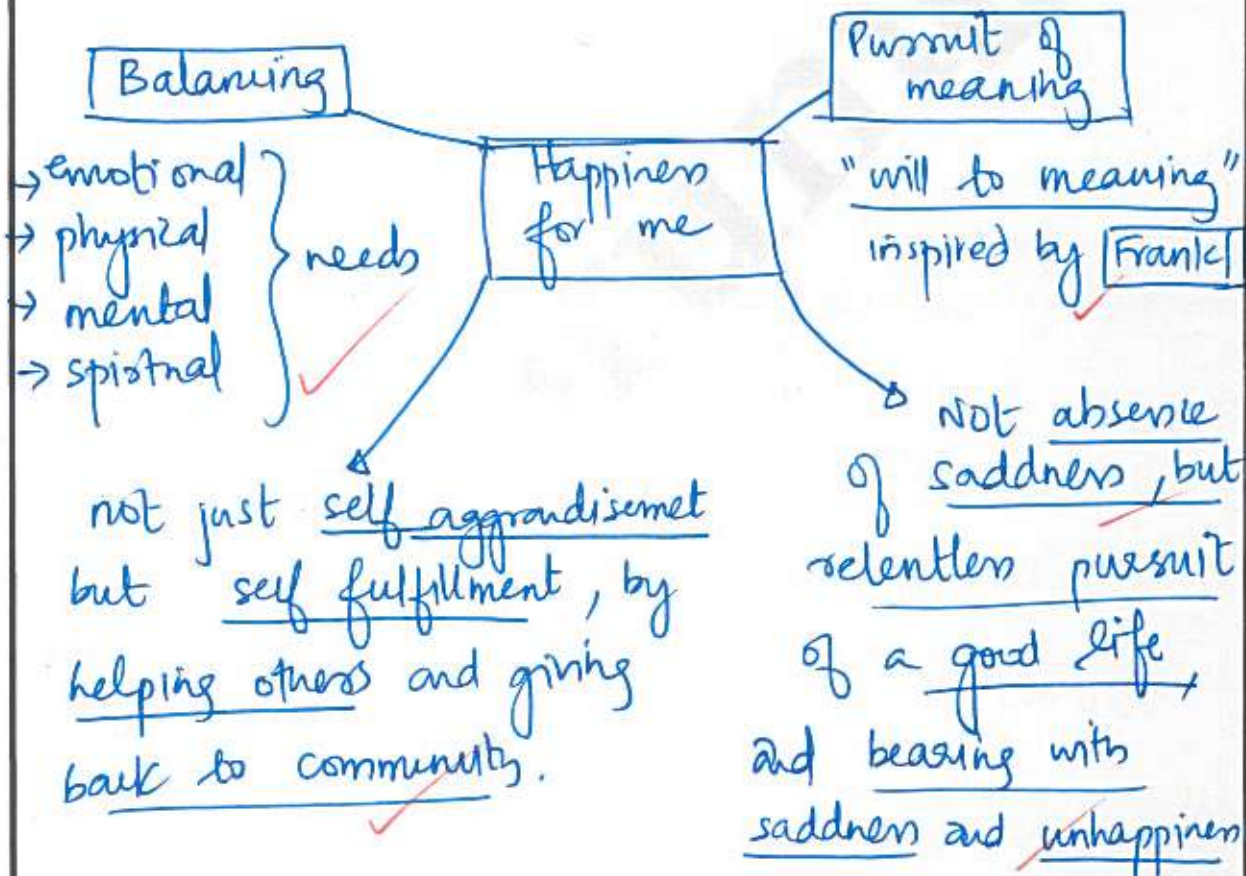 Balancing
→ emotional
→ physical
→ mental
→ spiritual
needs
Happiness
for me
Pursuit of
meaning
"will to meaning"
inspired by Frankl
not just self aggrandisemet
but self fulfillment, by
helping others and giving
back to community.
Not absence
of saddness, but
relentless pursuit
of a good life,
and bearing with
saddness and unhappiness